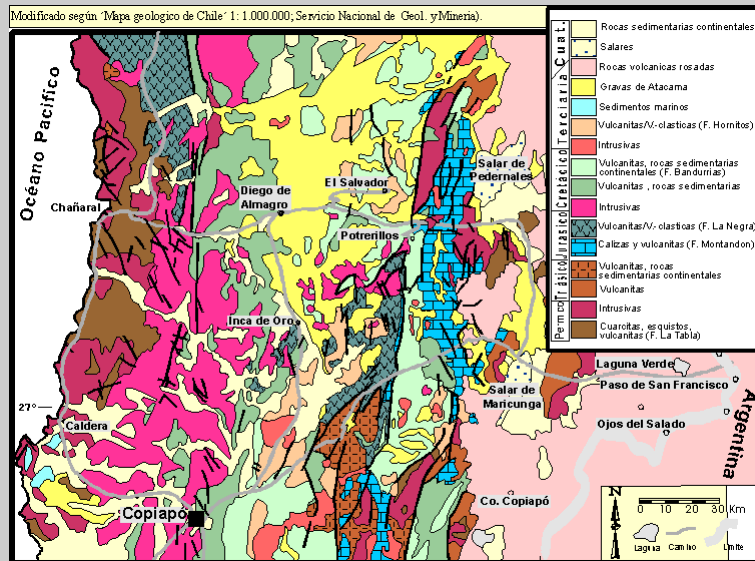 Modificado según ´Mapa geologico de Chile´ 1: 1.000.000; Servicio Nacional de Geol. y Mineria).
Océano Pacífico
Chañaral
Diego de
Almagro
El Salvador
Potrerillos
Salar de
Pedernales
Inca de Oro
27°
Caldera
Copiapó
Salar de
Maricunga
Laguna Verde
Paso de San Francisco
Ojos del Salado
Co. Copiapó
Argentina
Cuat.
Terciaria
Cretácico
Jurasico
Triásico
Permco
Rocas sedimentarias continentales
Salares
Rocas volcanicas rosadas
Gravas de Atacama
Sedimentos marinos
Vulcanitas/V.-clasticas (F. Hornitos)
Intrusivas
Vulcanitas, rocas sedimentarias
continentales (F. Bandurrias)
Vulcanitas , rocas sedimentarias
Intrusivas
Vulcanitas/V.-clasticas (F. La Negra)
Calizas y vulcanitas (F. Montandon)
Vulcanitas, rocas
sedimentarias continentales
Vulcanitas
Intrusivas
Cuarcitas, esquistos,
vulcanitas (F. La Tabla)
N
0 10 20 30 Km
Laguna Camino Límite